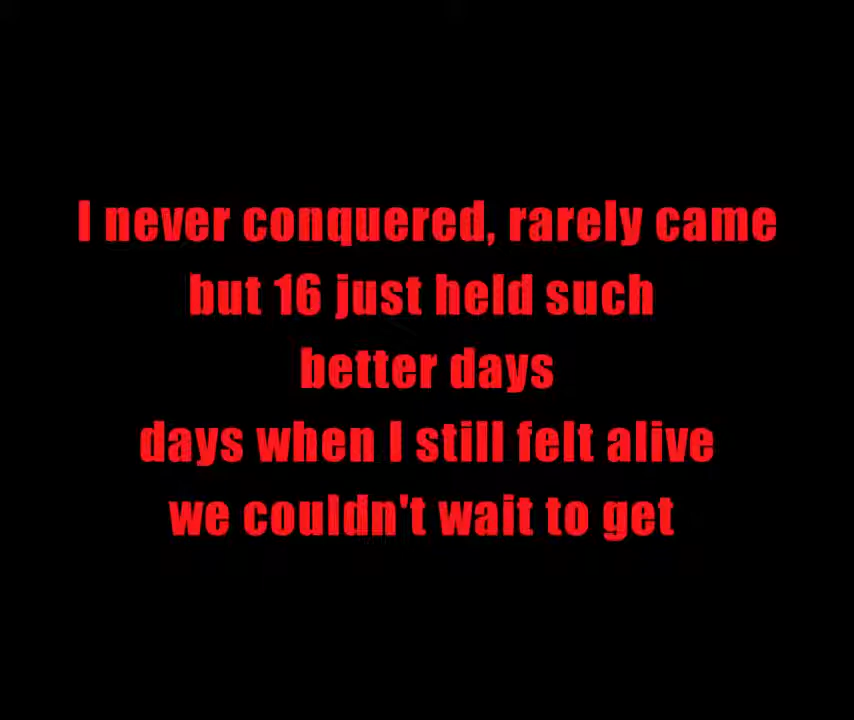 I never conquered, rarely came
but 16 just held such
better days
days when I still felt alive
we couldn't wait to get